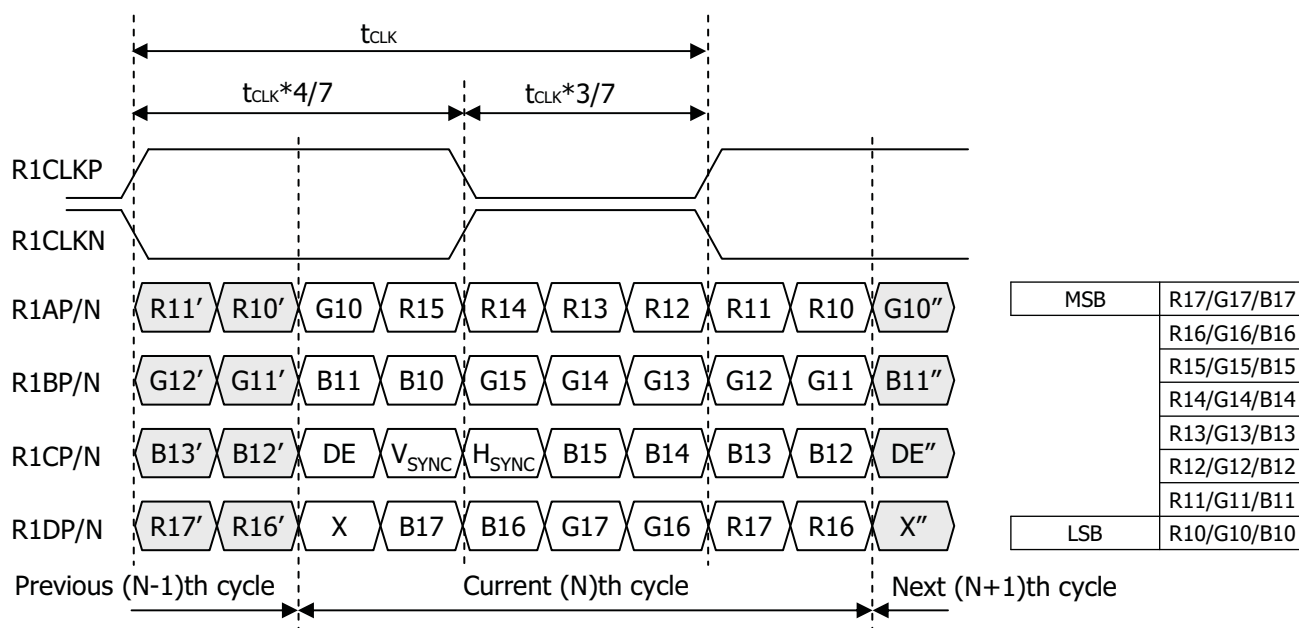 tCLK
tCLK*4/7 tCLK*3/7
R1CLKP
R1CLKN
R1AP/N R11′ R10′ G10 R15 R14 R13 R12 R11 R10 G10″
R1BP/N G12′ G11′ B11 B10 G15 G14 G13 G12 G11 B11″
R1CP/N B13′ B12′ DE VSYNC HSYNC B15 B14 B13 B12 DE″
R1DP/N R17′ R16′ X B17 B16 G17 G16 R17 R16 X″
Previous (N-1)th cycle Current (N)th cycle Next (N+1)th cycle
MSB R17/G17/B17
R16/G16/B16
R15/G15/B15
R14/G14/B14
R13/G13/B13
R12/G12/B12
R11/G11/B11
LSB R10/G10/B10